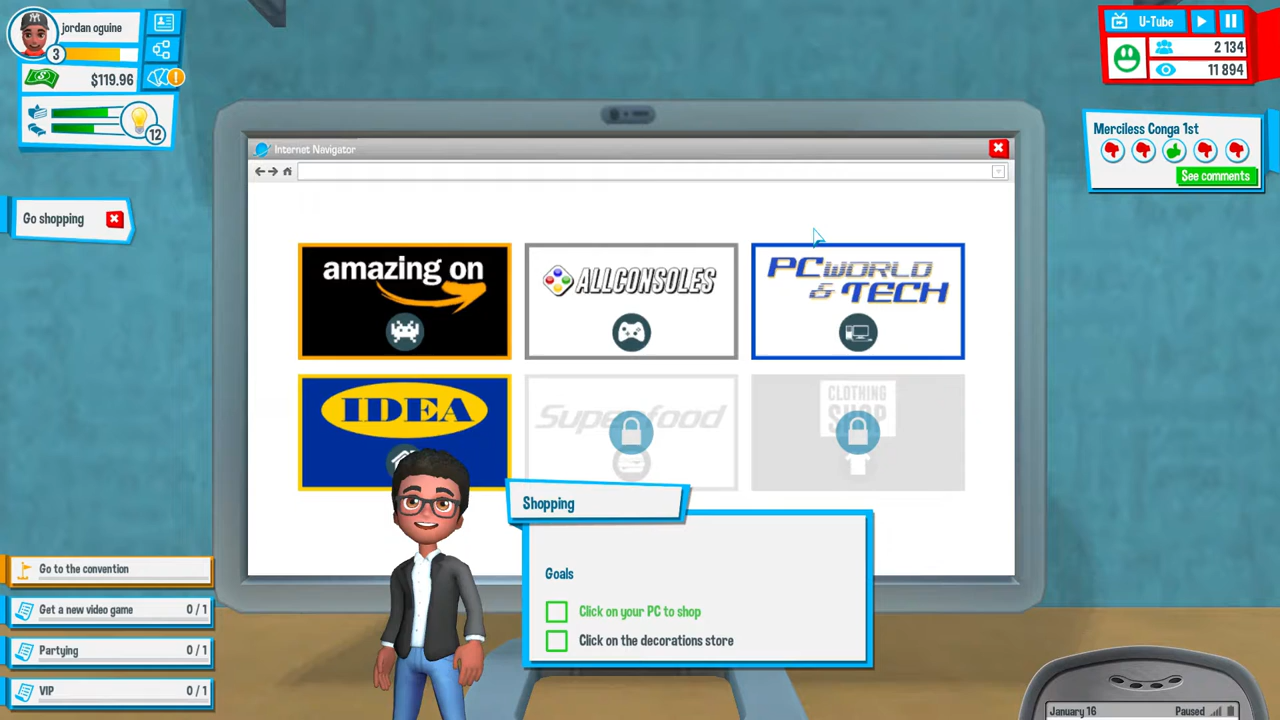 jordan oguine
3
$119.96
12
U-Tube
2 134
11 894
Merciless Conga 1st
See comments
Go shopping
Internet Navigator
amazing on
ALLCONSOLES
PC WORLD
& TECH
IDEA
Superfood
CLOTHING
SHOP
Shopping
Goals
Click on your PC to shop
Click on the decorations store
Go to the convention
Get a new video game 0 / 1
Partying 0 / 1
VIP 0 / 1
January 16 Paused